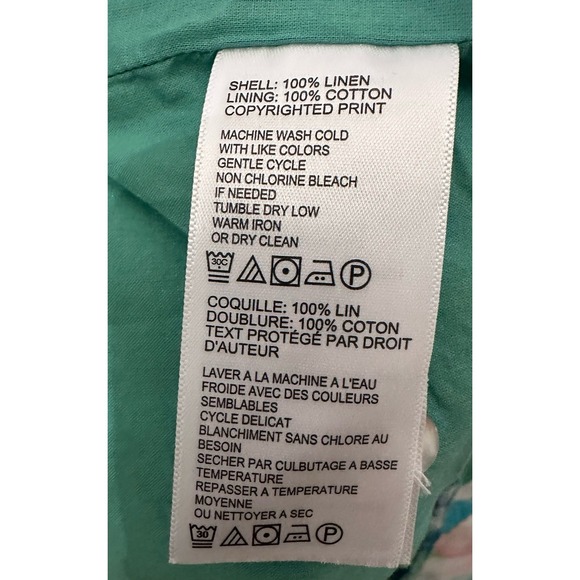 SHELL: 100% LINEN
LINING: 100% COTTON
COPYRIGHTED PRINT
MACHINE WASH COLD
WITH LIKE COLORS
GENTLE CYCLE
NON CHLORINE BLEACH
IF NEEDED
TUMBLE DRY LOW
WARM IRON
OR DRY CLEAN
30C P
COQUILLE: 100% LIN
DOUBLURE: 100% COTON
TEXT PROTÉGÉ PAR DROIT
D'AUTEUR
LAVER A LA MACHINE A L'EAU
FROIDE AVEC DES COULEURS
SEMBLABLES
CYCLE DELICAT
BLANCHIMENT SANS CHLORE AU
BESOIN
SECHER PAR CULBUTAGE A BASSE
TEMPERATURE
REPASSER A TEMPERATURE
MOYENNE
OU NETTOYER A SEC
30 P